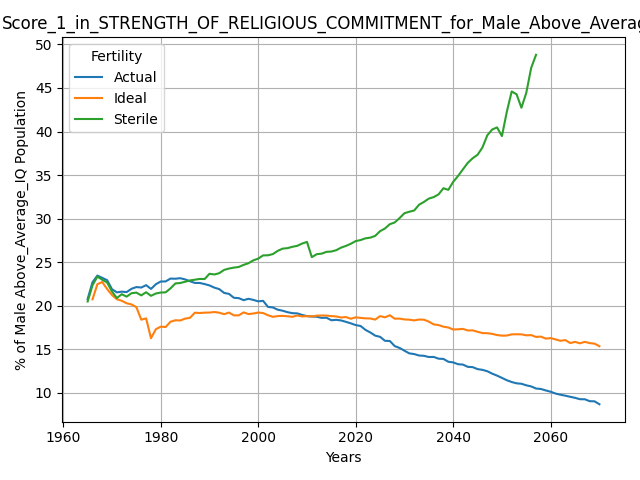 Score_1_in_STRENGTH_OF_RELIGIOUS_COMMITMENT_for_Male_Above_Averag
Fertility
Actual
Ideal
Sterile
% of Male Above_Average_IQ Population
50
45
40
35
30
25
20
15
10
1960 1980 2000 2020 2040 2060
Years